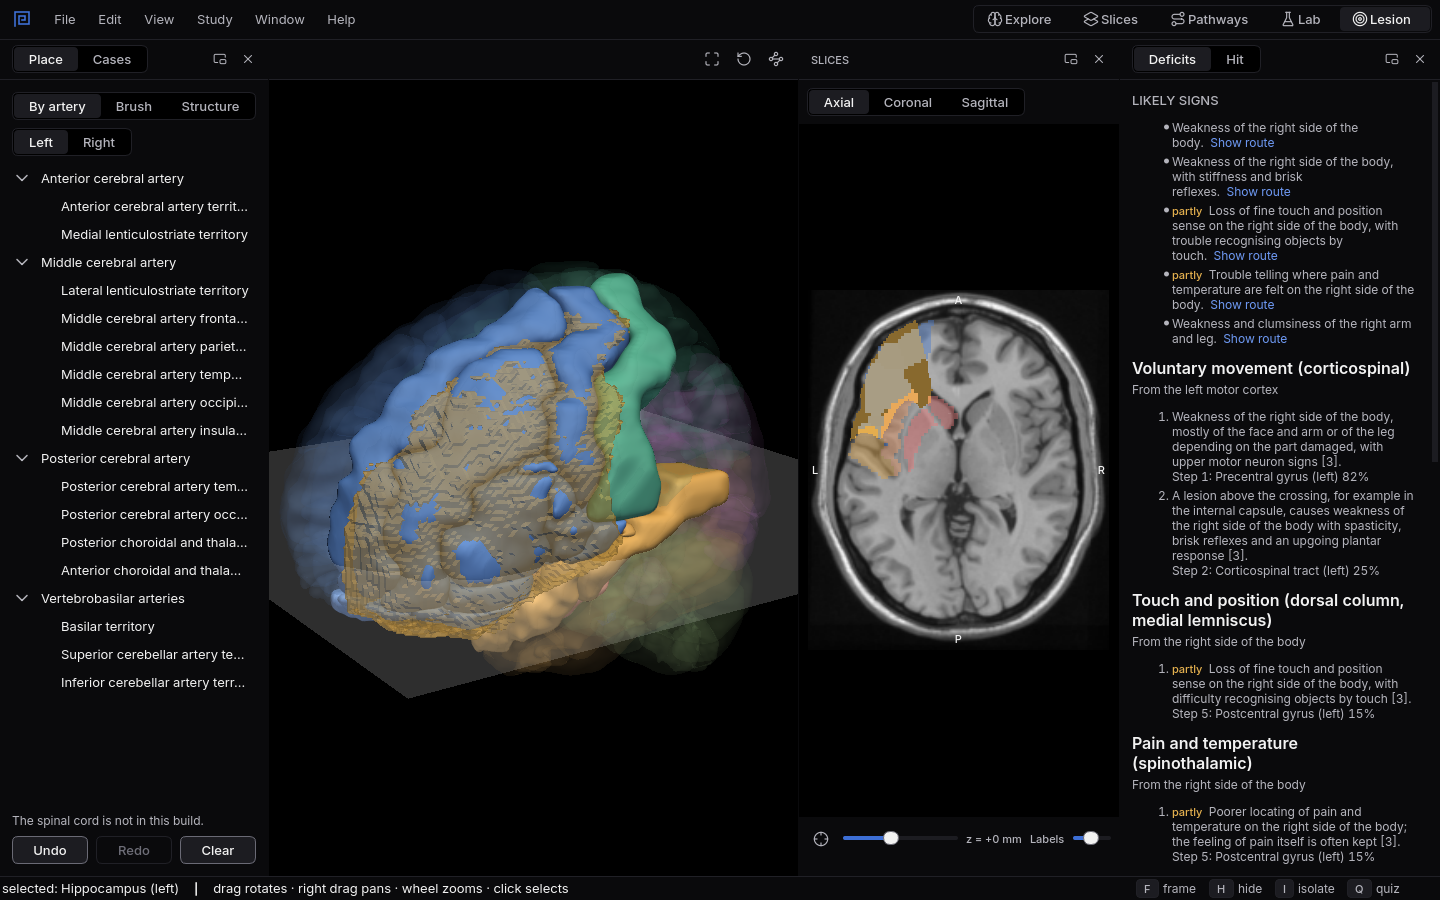 File Edit View Study Window Help
Explore Slices Pathways Lab Lesion
Place Cases
SLICES
Deficits Hit
By artery Brush Structure
Left Right
Anterior cerebral artery
Anterior cerebral artery territ...
Medial lenticulostriate territory
Middle cerebral artery
Lateral lenticulostriate territory
Middle cerebral artery fronta...
Middle cerebral artery pariet...
Middle cerebral artery temp...
Middle cerebral artery occipi...
Middle cerebral artery insula...
Posterior cerebral artery
Posterior cerebral artery tem...
Posterior cerebral artery occ...
Posterior choroidal and thala...
Anterior choroidal and thala...
Vertebrobasilar arteries
Basilar territory
Superior cerebellar artery te...
Inferior cerebellar artery terr...
The spinal cord is not in this build.
Undo Redo Clear
Axial Coronal Sagittal
A
L R
P
z = +0 mm Labels
LIKELY SIGNS
• Weakness of the right side of the
body. Show route
• Weakness of the right side of the body,
with stiffness and brisk
reflexes. Show route
• partly Loss of fine touch and position
sense on the right side of the body, with
trouble recognising objects by
touch. Show route
• partly Trouble telling where pain and
temperature are felt on the right side of the
body. Show route
• Weakness and clumsiness of the right arm
and leg. Show route
Voluntary movement (corticospinal)
From the left motor cortex
1. Weakness of the right side of the body,
mostly of the face and arm or of the leg
depending on the part damaged, with
upper motor neuron signs [3].
Step 1: Precentral gyrus (left) 82%
2. A lesion above the crossing, for example in
the internal capsule, causes weakness of
the right side of the body with spasticity,
brisk reflexes and an upgoing plantar
response [3].
Step 2: Corticospinal tract (left) 25%
Touch and position (dorsal column,
medial lemniscus)
From the right side of the body
1. partly Loss of fine touch and position
sense on the right side of the body, with
difficulty recognising objects by touch [3].
Step 5: Postcentral gyrus (left) 15%
Pain and temperature
(spinothalamic)
From the right side of the body
1. partly Poorer locating of pain and
temperature on the right side of the body;
the feeling of pain itself is often kept [3].
Step 5: Postcentral gyrus (left) 15%
selected: Hippocampus (left) | drag rotates · right drag pans · wheel zooms · click selects
F frame H hide I isolate Q quiz